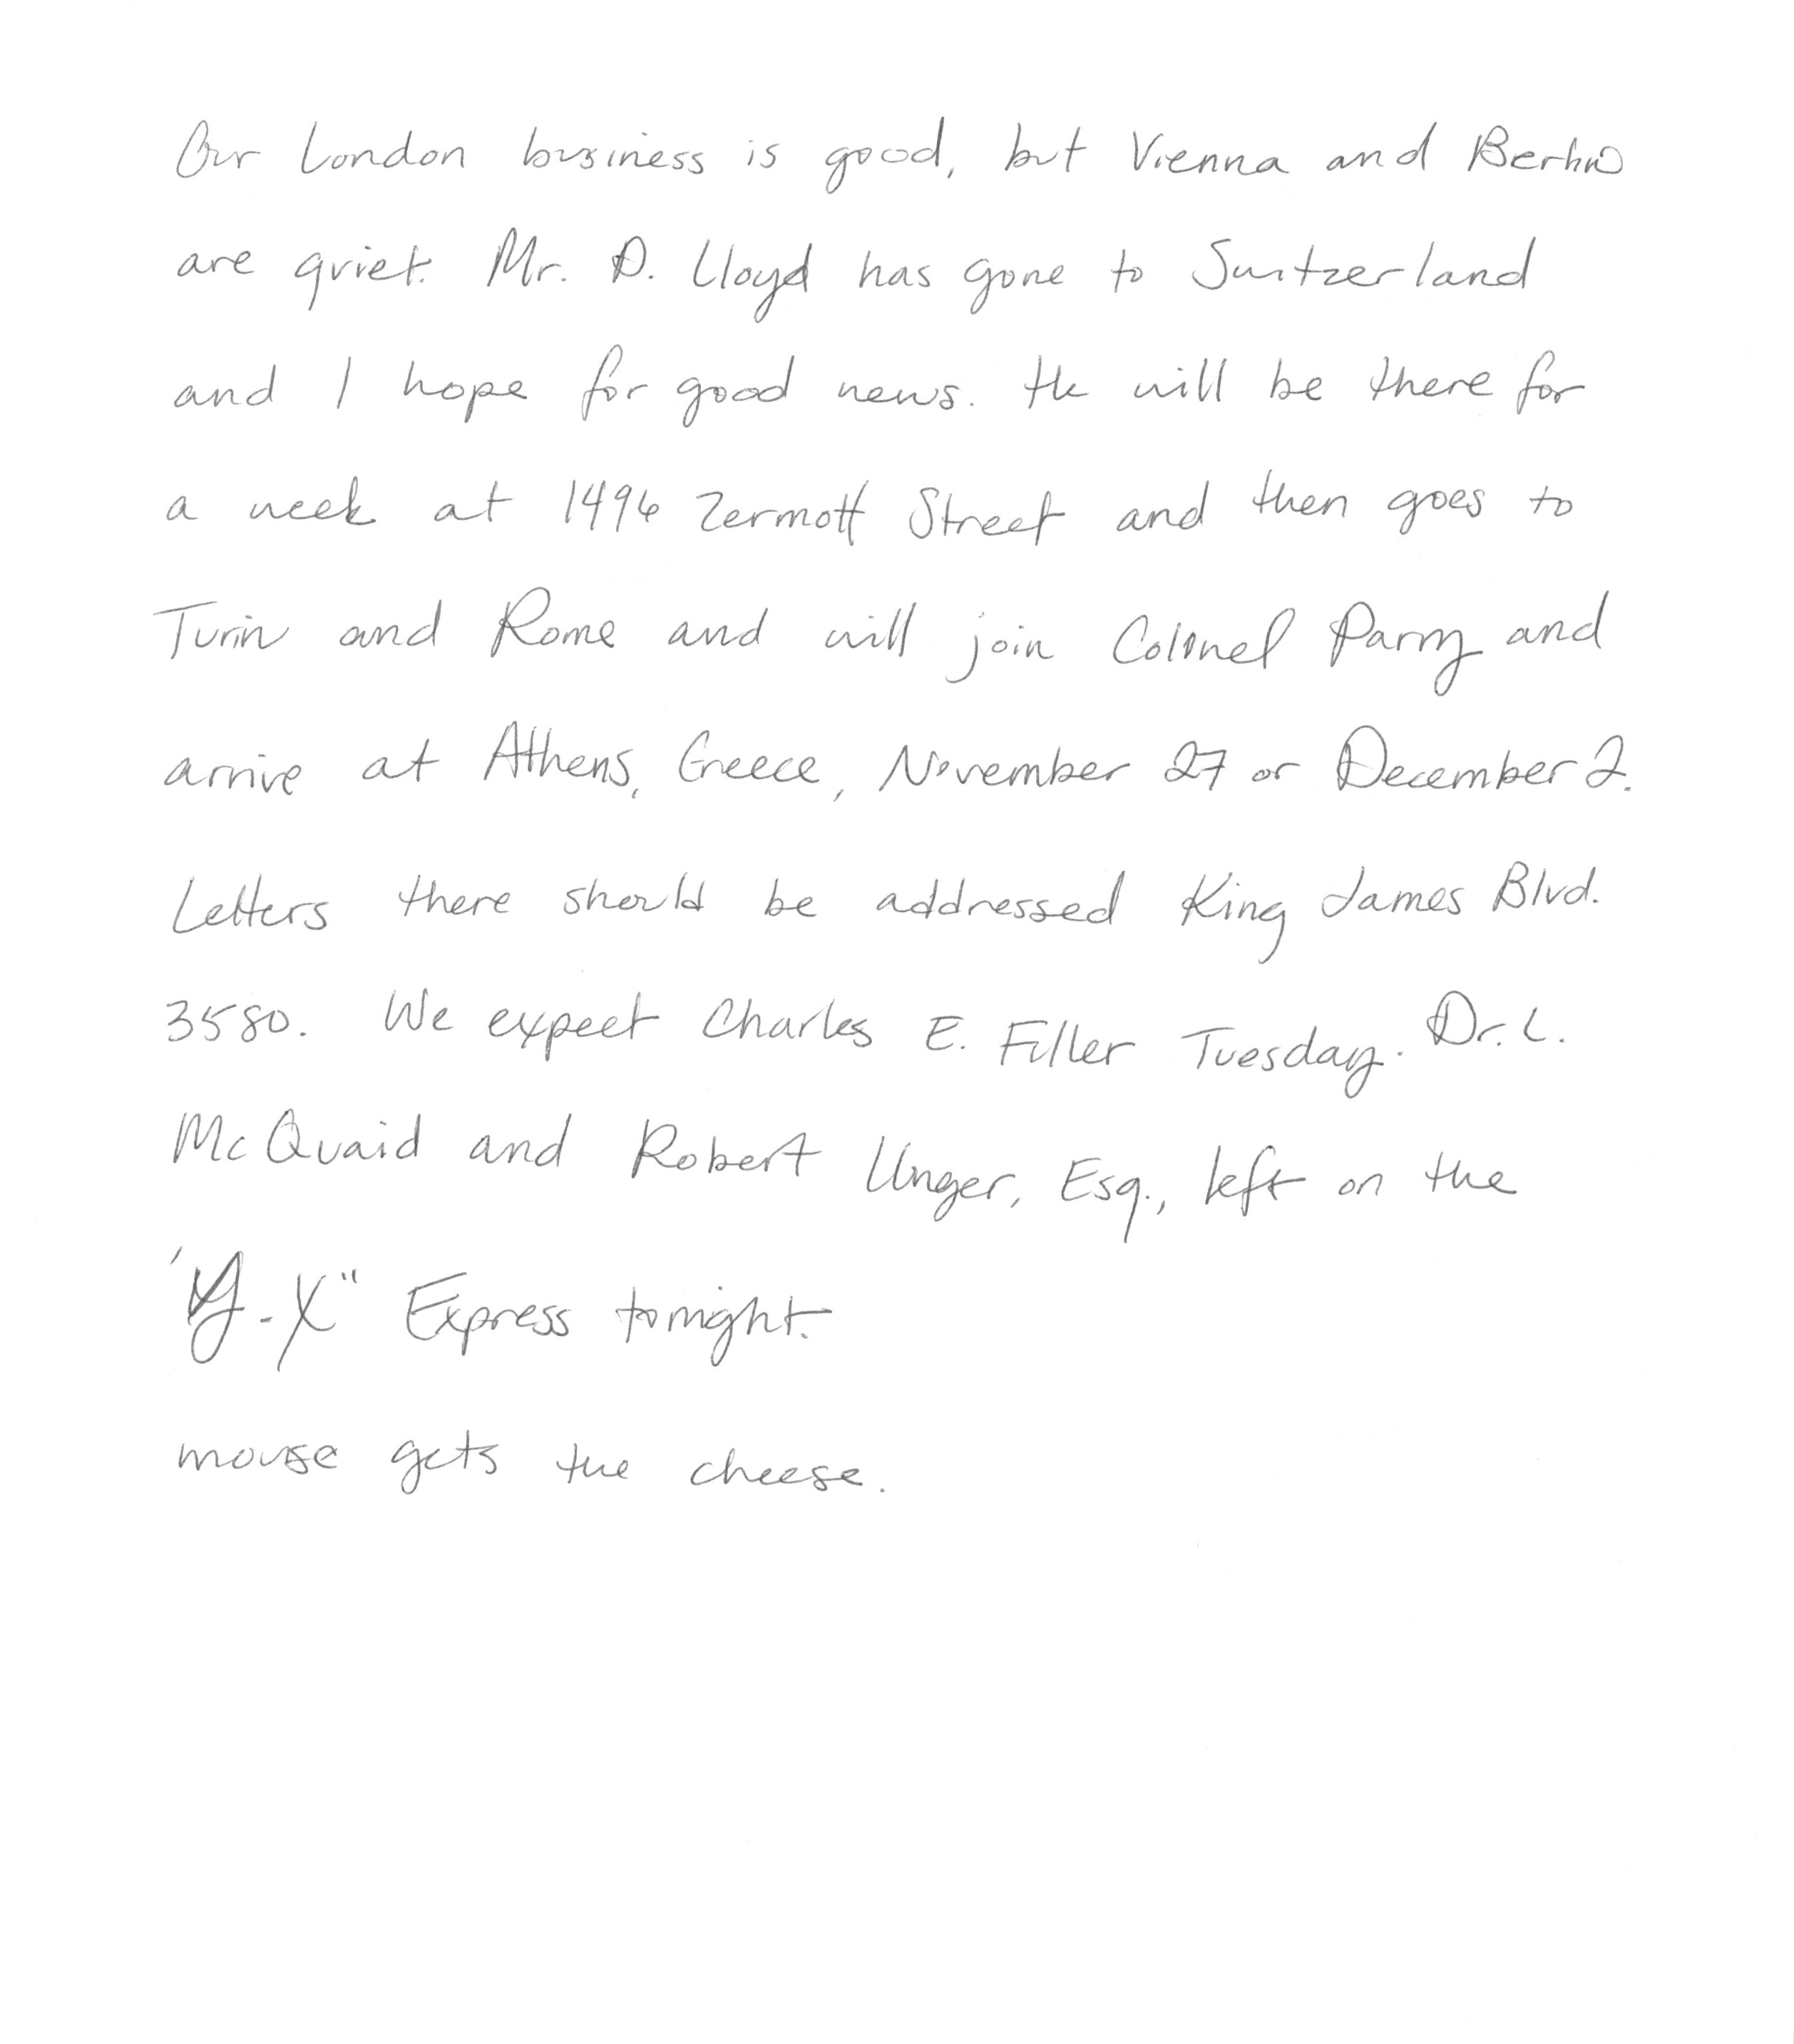 Our London business is good, but Vienna and Berlin
are quiet. Mr. D. Lloyd has gone to Switzerland
and I hope for good news. He will be there for
a week at 1496 Zermott Street and then goes to
Turin and Rome and will join Colonel Parry and
arrive at Athens, Greece, November 27 or December 2.
Letters there should be addressed King James Blvd.
3580. We expect Charles E. Filler Tuesday. Dr. L.
McQuaid and Robert Unger, Esq., left on the
"Y-X" Express tonight.
mouse gets the cheese.